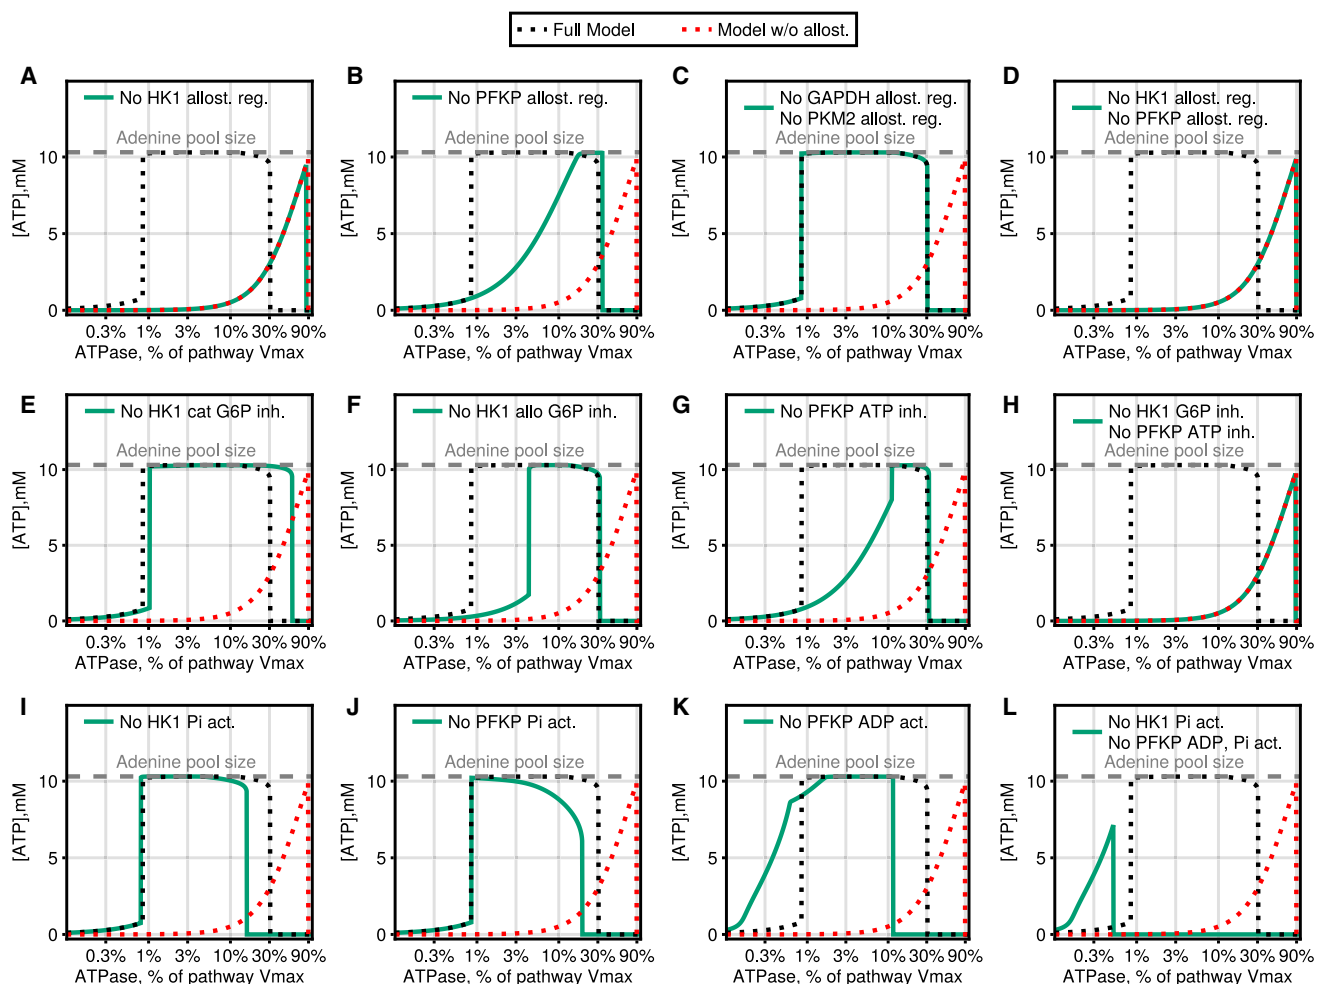 Full Model
Model w/o allost.
A
No HK1 allost. reg.
Adenine pool size
10
5
0
[ATP],mM
0.3% 1% 3% 10% 30% 90%
ATPase, % of pathway Vmax
B
No PFKP allost. reg.
Adenine pool size
10
5
0
[ATP],mM
0.3% 1% 3% 10% 30% 90%
ATPase, % of pathway Vmax
C
No GAPDH allost. reg.
No PKM2 allost. reg.
Adenine pool size
10
5
0
[ATP],mM
0.3% 1% 3% 10% 30% 90%
ATPase, % of pathway Vmax
D
No HK1 allost. reg.
No PFKP allost. reg.
Adenine pool size
10
5
0
[ATP],mM
0.3% 1% 3% 10% 30% 90%
ATPase, % of pathway Vmax
E
No HK1 cat G6P inh.
Adenine pool size
10
5
0
[ATP],mM
0.3% 1% 3% 10% 30% 90%
ATPase, % of pathway Vmax
F
No HK1 allo G6P inh.
Adenine pool size
10
5
0
[ATP],mM
0.3% 1% 3% 10% 30% 90%
ATPase, % of pathway Vmax
G
No PFKP ATP inh.
Adenine pool size
10
5
0
[ATP],mM
0.3% 1% 3% 10% 30% 90%
ATPase, % of pathway Vmax
H
No HK1 G6P inh.
No PFKP ATP inh.
Adenine pool size
10
5
0
[ATP],mM
0.3% 1% 3% 10% 30% 90%
ATPase, % of pathway Vmax
I
No HK1 Pi act.
Adenine pool size
10
5
0
[ATP],mM
0.3% 1% 3% 10% 30% 90%
ATPase, % of pathway Vmax
J
No PFKP Pi act.
Adenine pool size
10
5
0
[ATP],mM
0.3% 1% 3% 10% 30% 90%
ATPase, % of pathway Vmax
K
No PFKP ADP act.
Adenine pool size
10
5
0
[ATP],mM
0.3% 1% 3% 10% 30% 90%
ATPase, % of pathway Vmax
L
No HK1 Pi act.
No PFKP ADP, Pi act.
Adenine pool size
10
5
0
[ATP],mM
0.3% 1% 3% 10% 30% 90%
ATPase, % of pathway Vmax